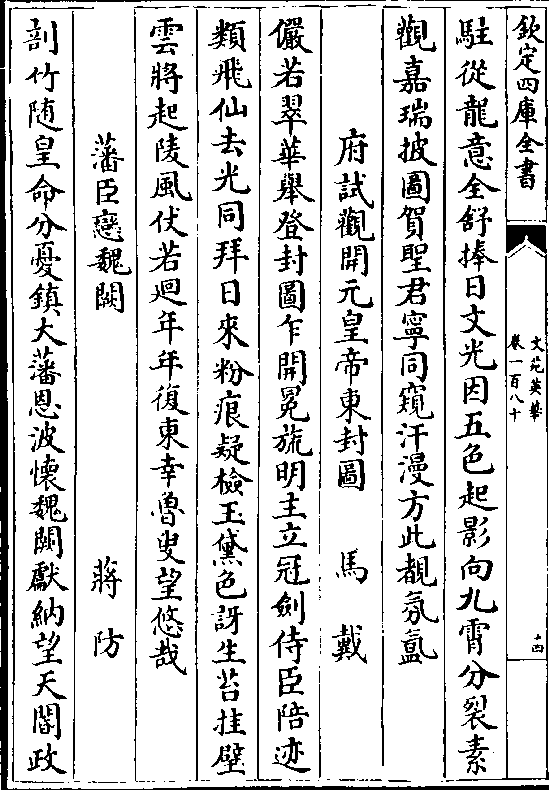 欽定四庫全書
文苑英華
卷一百八十
十四
駐從龍意全舒捧日文光因五色起影向九霄分裂素
觀嘉瑞披圖賀聖君寧同窺汗漫方此覩氛氲
府試觀開元皇帝東封圖 馬戴
儼若翠華舉登封圖乍開冕旒明主立冠劍侍臣陪迹
類飛仙去光同拜日來粉痕疑檢玉黛色訝生苔挂壁
雲將起陵風仗若迴年年復東幸魯叟望悠哉
藩臣戀魏闕 蔣防
剖竹随皇命分憂鎮大藩恩波懷魏闕獻納望天閽政